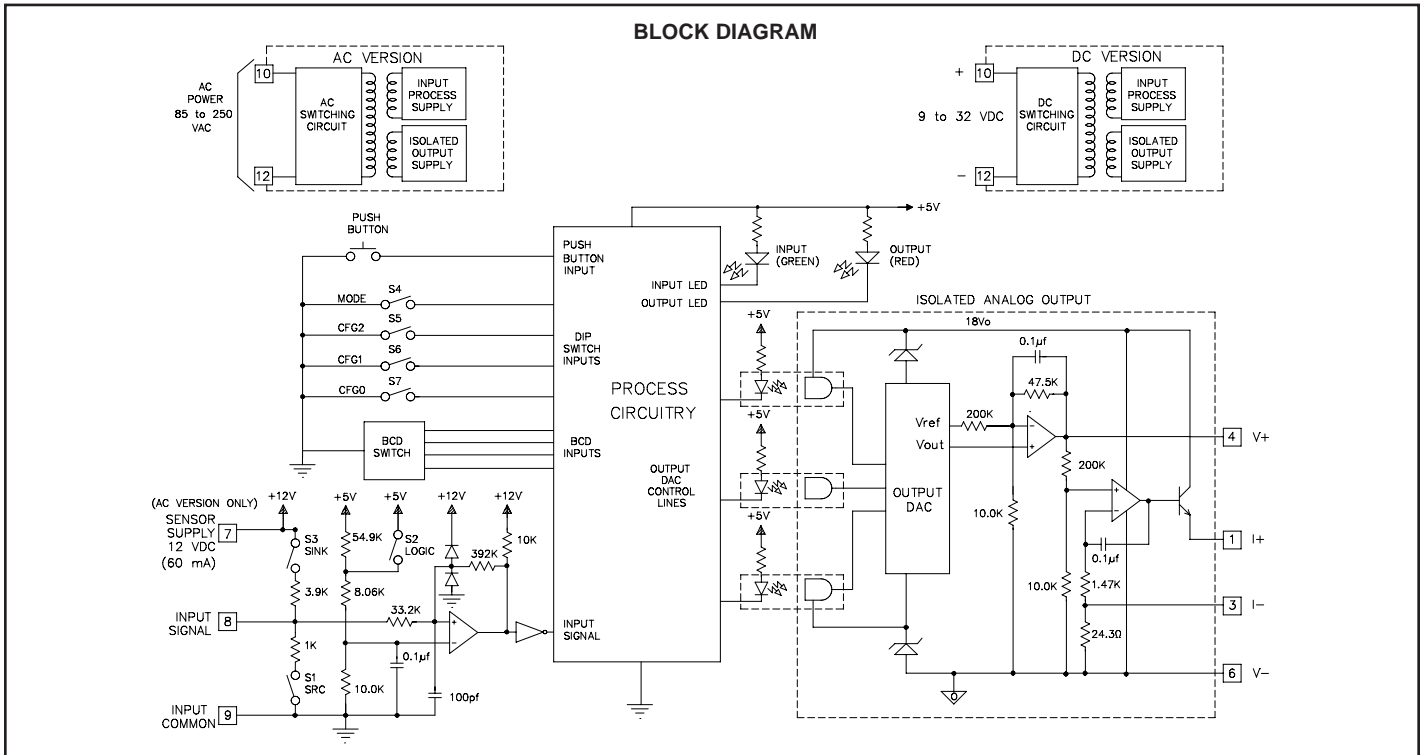 BLOCK DIAGRAM
AC VERSION
10
AC
POWER
85 to 250
VAC
12
AC
SWITCHING
CIRCUIT
INPUT
PROCESS
SUPPLY
ISOLATED
OUTPUT
SUPPLY
DC VERSION
+ 10
9 to 32 VDC
- 12
DC
SWITCHING
CIRCUIT
INPUT
PROCESS
SUPPLY
ISOLATED
OUTPUT
SUPPLY
PUSH
BUTTON
MODE S4
CFG2 S5
CFG1 S6
CFG0 S7
BCD
SWITCH
PUSH
BUTTON
INPUT
INPUT LED
OUTPUT LED
DIP
SWITCH
INPUTS
PROCESS
CIRCUITRY
BCD
INPUTS
OUTPUT
DAC
CONTROL
LINES
INPUT
SIGNAL
+5V
INPUT
(GREEN)
OUTPUT
(RED)
+5V
+5V
+5V
(AC VERSION ONLY)
SENSOR
SUPPLY
12 VDC
(60 mA)
7
+12V
+5V
+5V
+12V
+12V
S3
SINK
54.9K
S2
LOGIC
10K
392K
3.9K
8.06K
33.2K
INPUT
SIGNAL
8
+
-
1K
0.1µf
S1
SRC
10.0K
100pf
INPUT
COMMON
9
ISOLATED ANALOG OUTPUT
18Vo
0.1µf
47.5K
200K
Vref
Vout
-
+
OUTPUT
DAC
200K
+
-
10.0K
10.0K
0.1µf
1.47K
24.3Ω
0
4 V+
1 I+
3 I-
6 V-